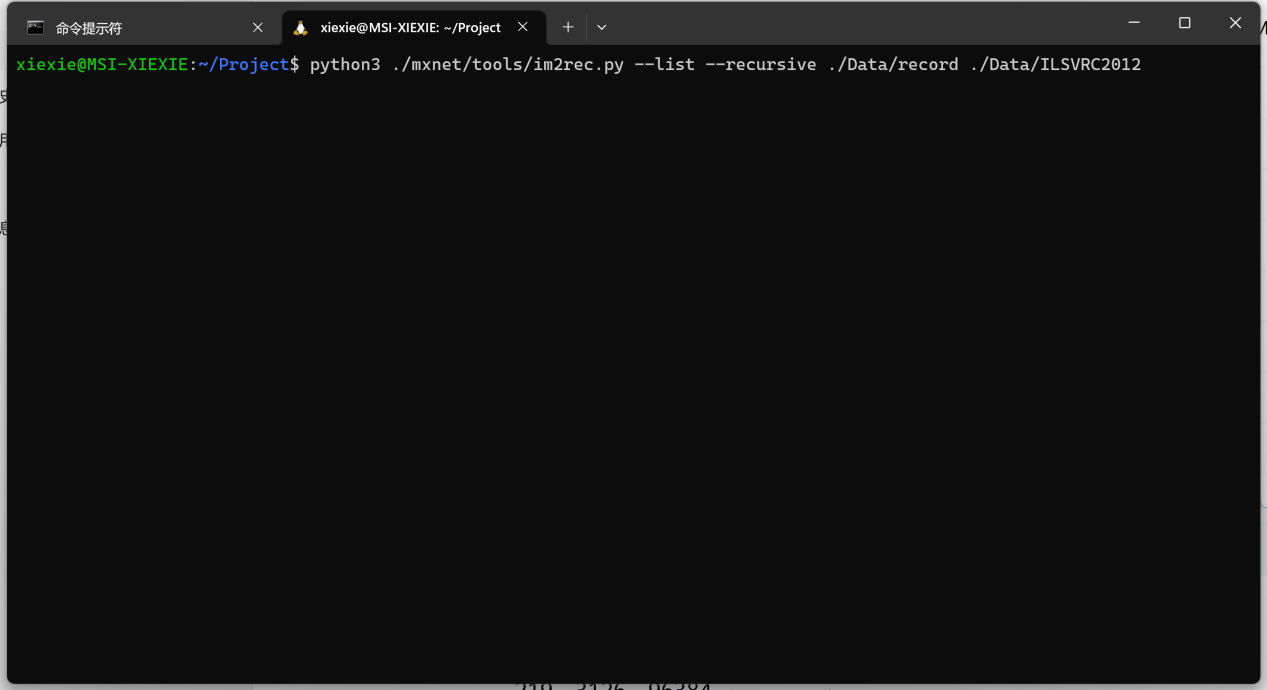 命令提示符
xiexie@MSI-XIEXIE: ~/Project
xiexie@MSI-XIEXIE:~/Project$ python3 ./mxnet/tools/im2rec.py --list --recursive ./Data/record ./Data/ILSVRC2012